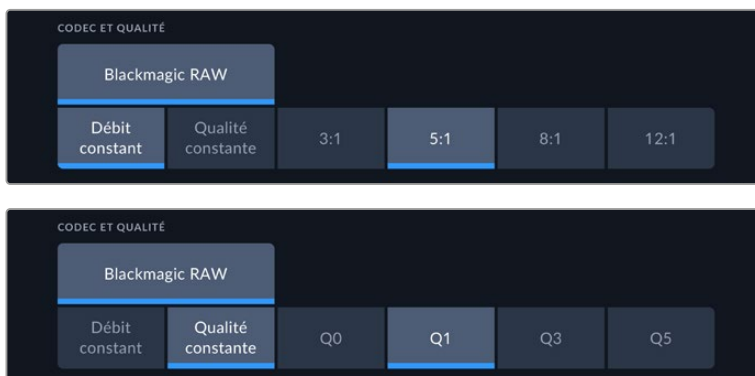 CODEC ET QUALITÉ
Blackmagic RAW
Débit constant Qualité constante 3:1 5:1 8:1 12:1
CODEC ET QUALITÉ
Blackmagic RAW
Débit constant Qualité constante Q0 Q1 Q3 Q5